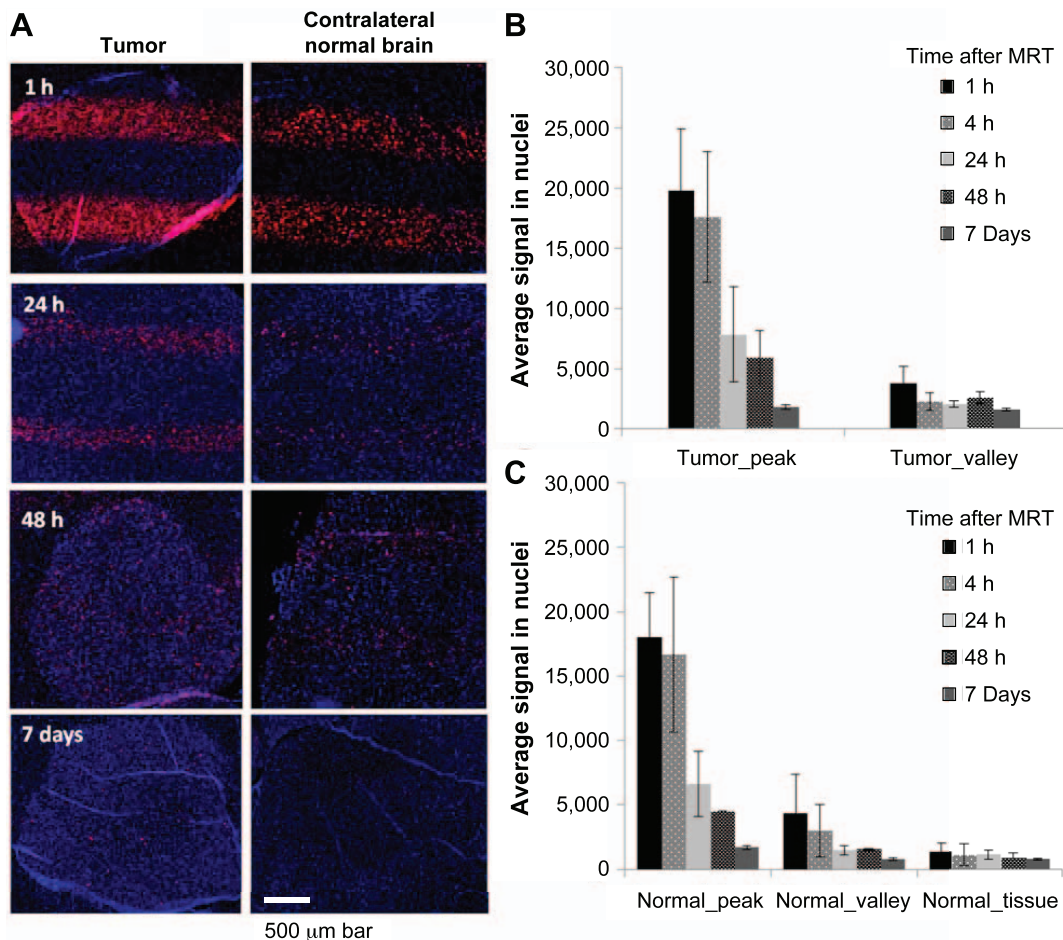 A
Tumor
Contralateral
normal brain
1 h
24 h
48 h
7 days
500 μm bar
B
Average signal in nuclei
30,000
25,000
20,000
15,000
10,000
5,000
0
Time after MRT
1 h
4 h
24 h
48 h
7 Days
Tumor_peak
Tumor_valley
C
Average signal in nuclei
30,000
25,000
20,000
15,000
10,000
5,000
0
Time after MRT
1 h
4 h
24 h
48 h
7 Days
Normal_peak
Normal_valley
Normal_tissue